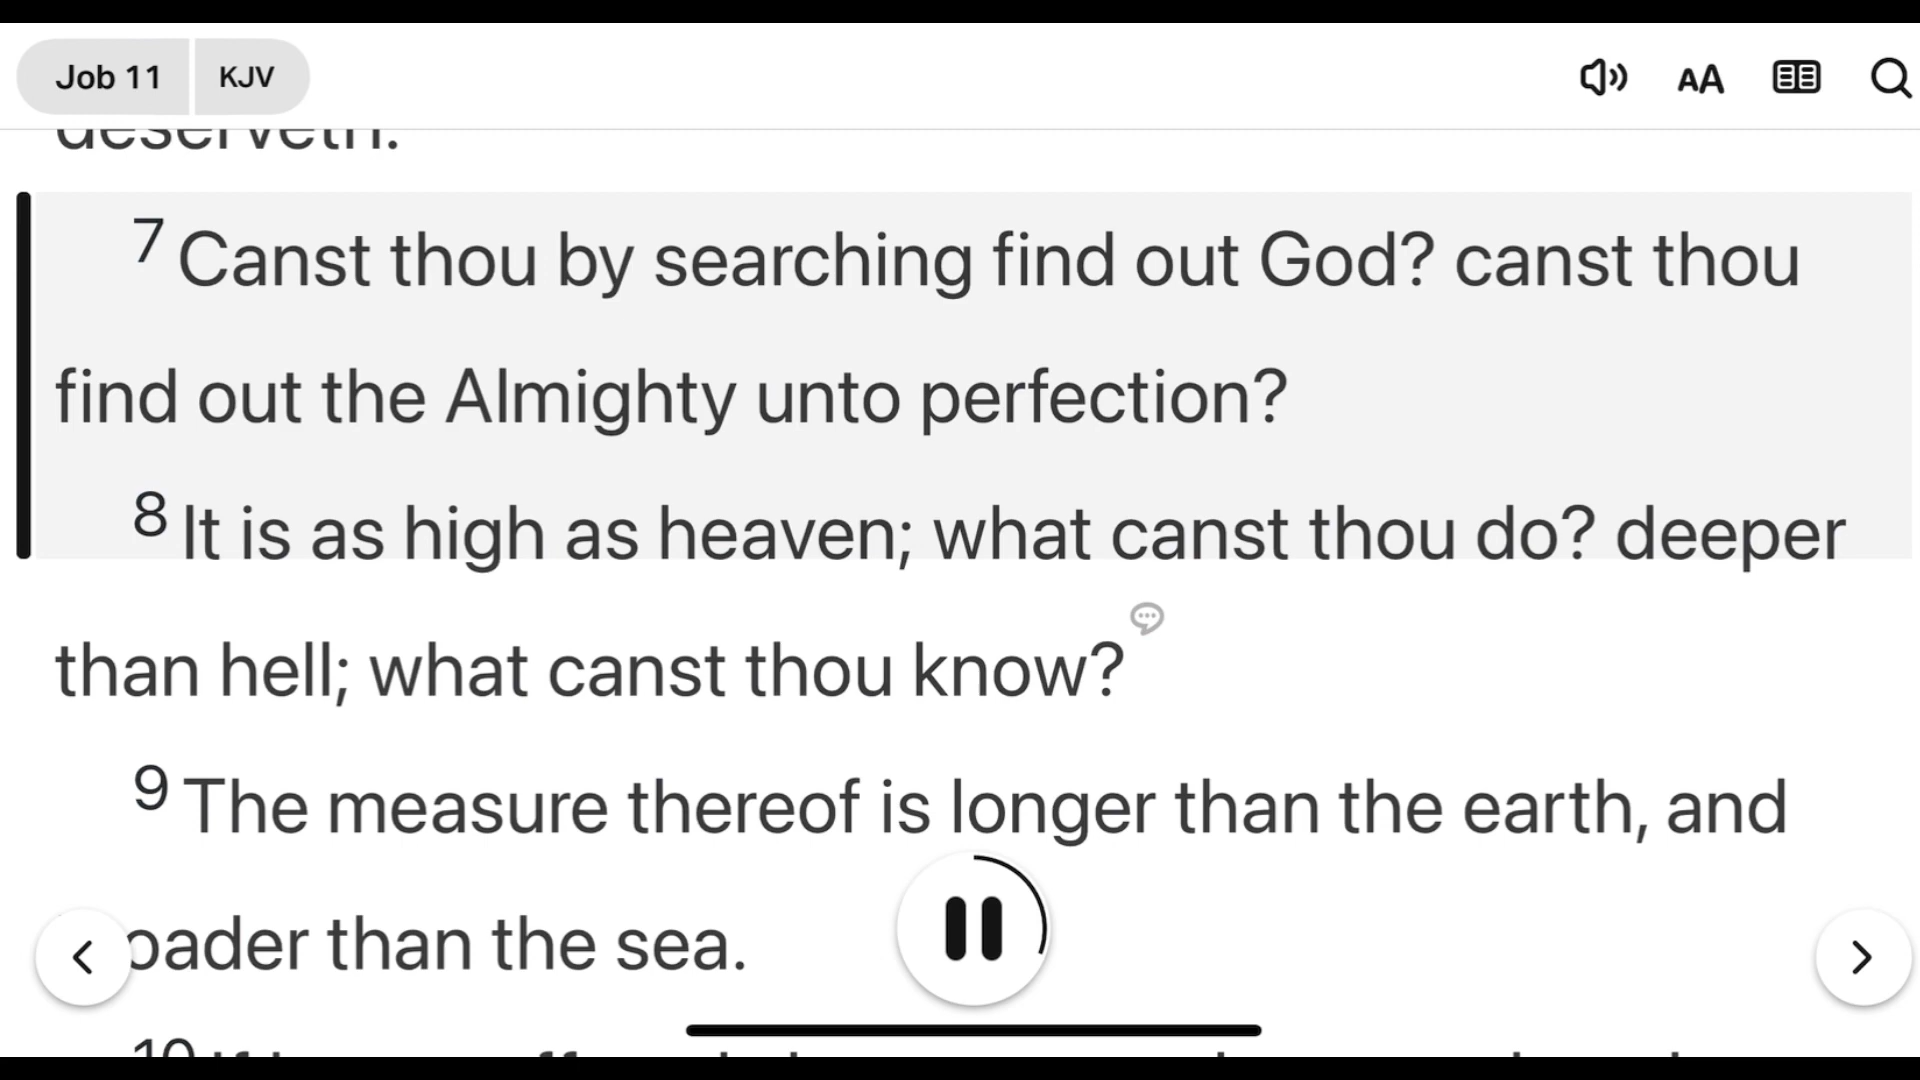 Job 11 KJV AA
deserveth.
7 Canst thou by searching find out God? canst thou
find out the Almighty unto perfection?
8 It is as high as heaven; what canst thou do? deeper
than hell; what canst thou know?
9 The measure thereof is longer than the earth, and
oader than the sea.
10